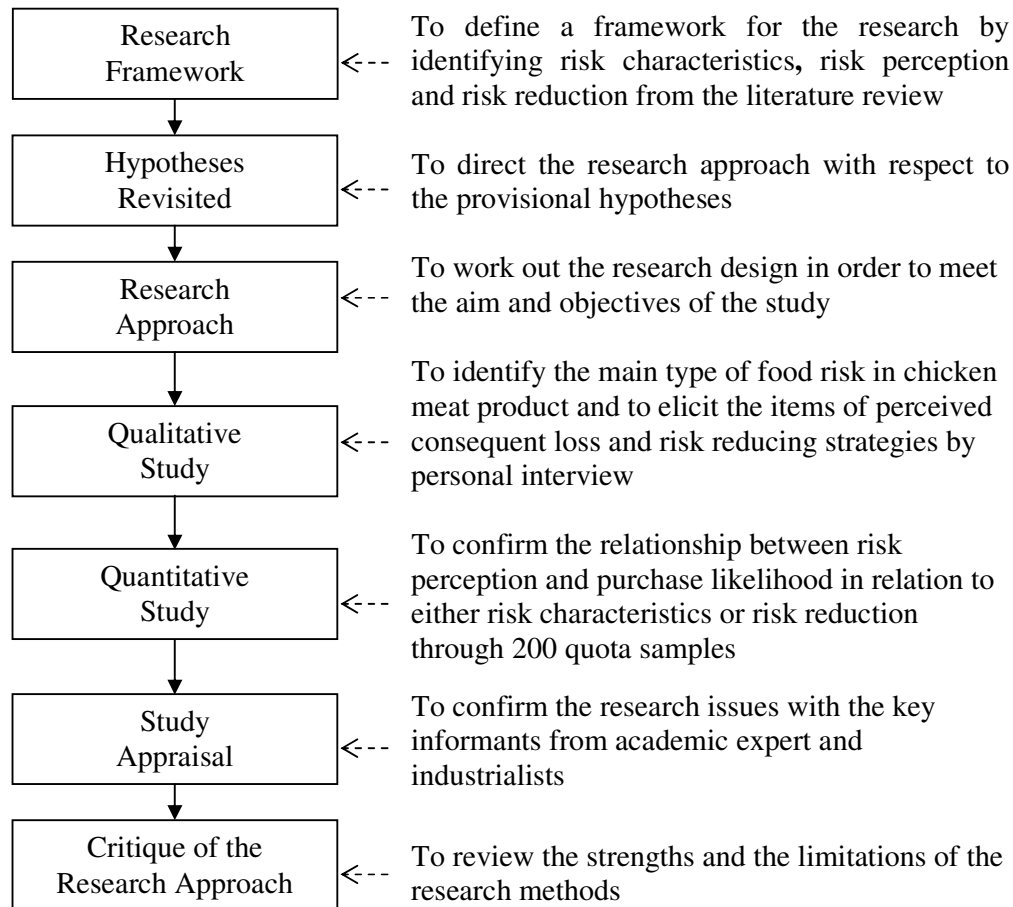 Research
Framework
To define a framework for the research by
identifying risk characteristics, risk perception
and risk reduction from the literature review
Hypotheses
Revisited
To direct the research approach with respect to
the provisional hypotheses
Research
Approach
To work out the research design in order to meet
the aim and objectives of the study
Qualitative
Study
To identify the main type of food risk in chicken
meat product and to elicit the items of perceived
consequent loss and risk reducing strategies by
personal interview
Quantitative
Study
To confirm the relationship between risk
perception and purchase likelihood in relation to
either risk characteristics or risk reduction
through 200 quota samples
Study
Appraisal
To confirm the research issues with the key
informants from academic expert and
industrialists
Critique of the
Research Approach
To review the strengths and the limitations of the
research methods